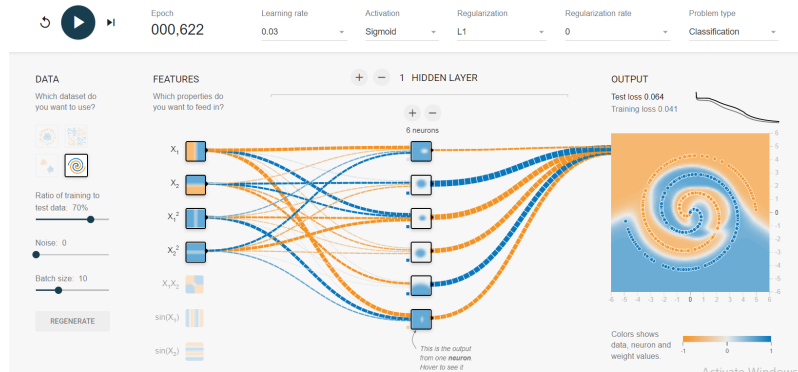 Epoch
000,622
Learning rate
0.03
Activation
Sigmoid
Regularization
L1
Regularization rate
0
Problem type
Classification
DATA
Which dataset do
you want to use?
Ratio of training to
test data: 70%
Noise: 0
Batch size: 10
REGENERATE
FEATURES
Which properties do
you want to feed in?
X₁
X₂
X₁²
X₂²
X₁X₂
sin(X₁)
sin(X₂)
1 HIDDEN LAYER
6 neurons
This is the output
from one neuron.
Hover to see it
OUTPUT
Test loss 0.064
Training loss 0.041
6
5
4
3
2
1
0
-1
-2
-3
-4
-5
-6
-6 -5 -4 -3 -2 -1 0 1 2 3 4 5 6
Colors shows
data, neuron and
weight values.
-1 0 1
Activate Windows